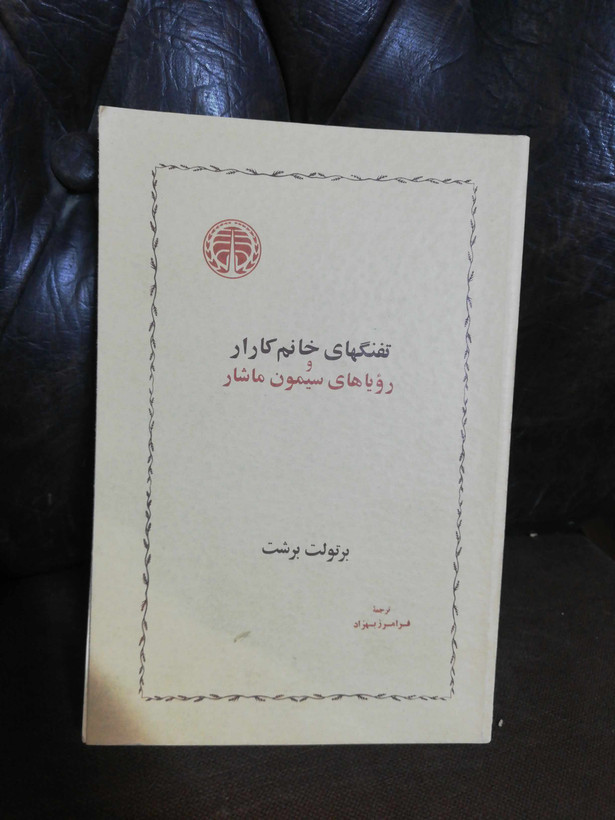 تفنگهای خانم کارار
و
رؤیاهای سیمون ماشار
برتولت برشت
ترجمهٔ
فرامرز بهزاد